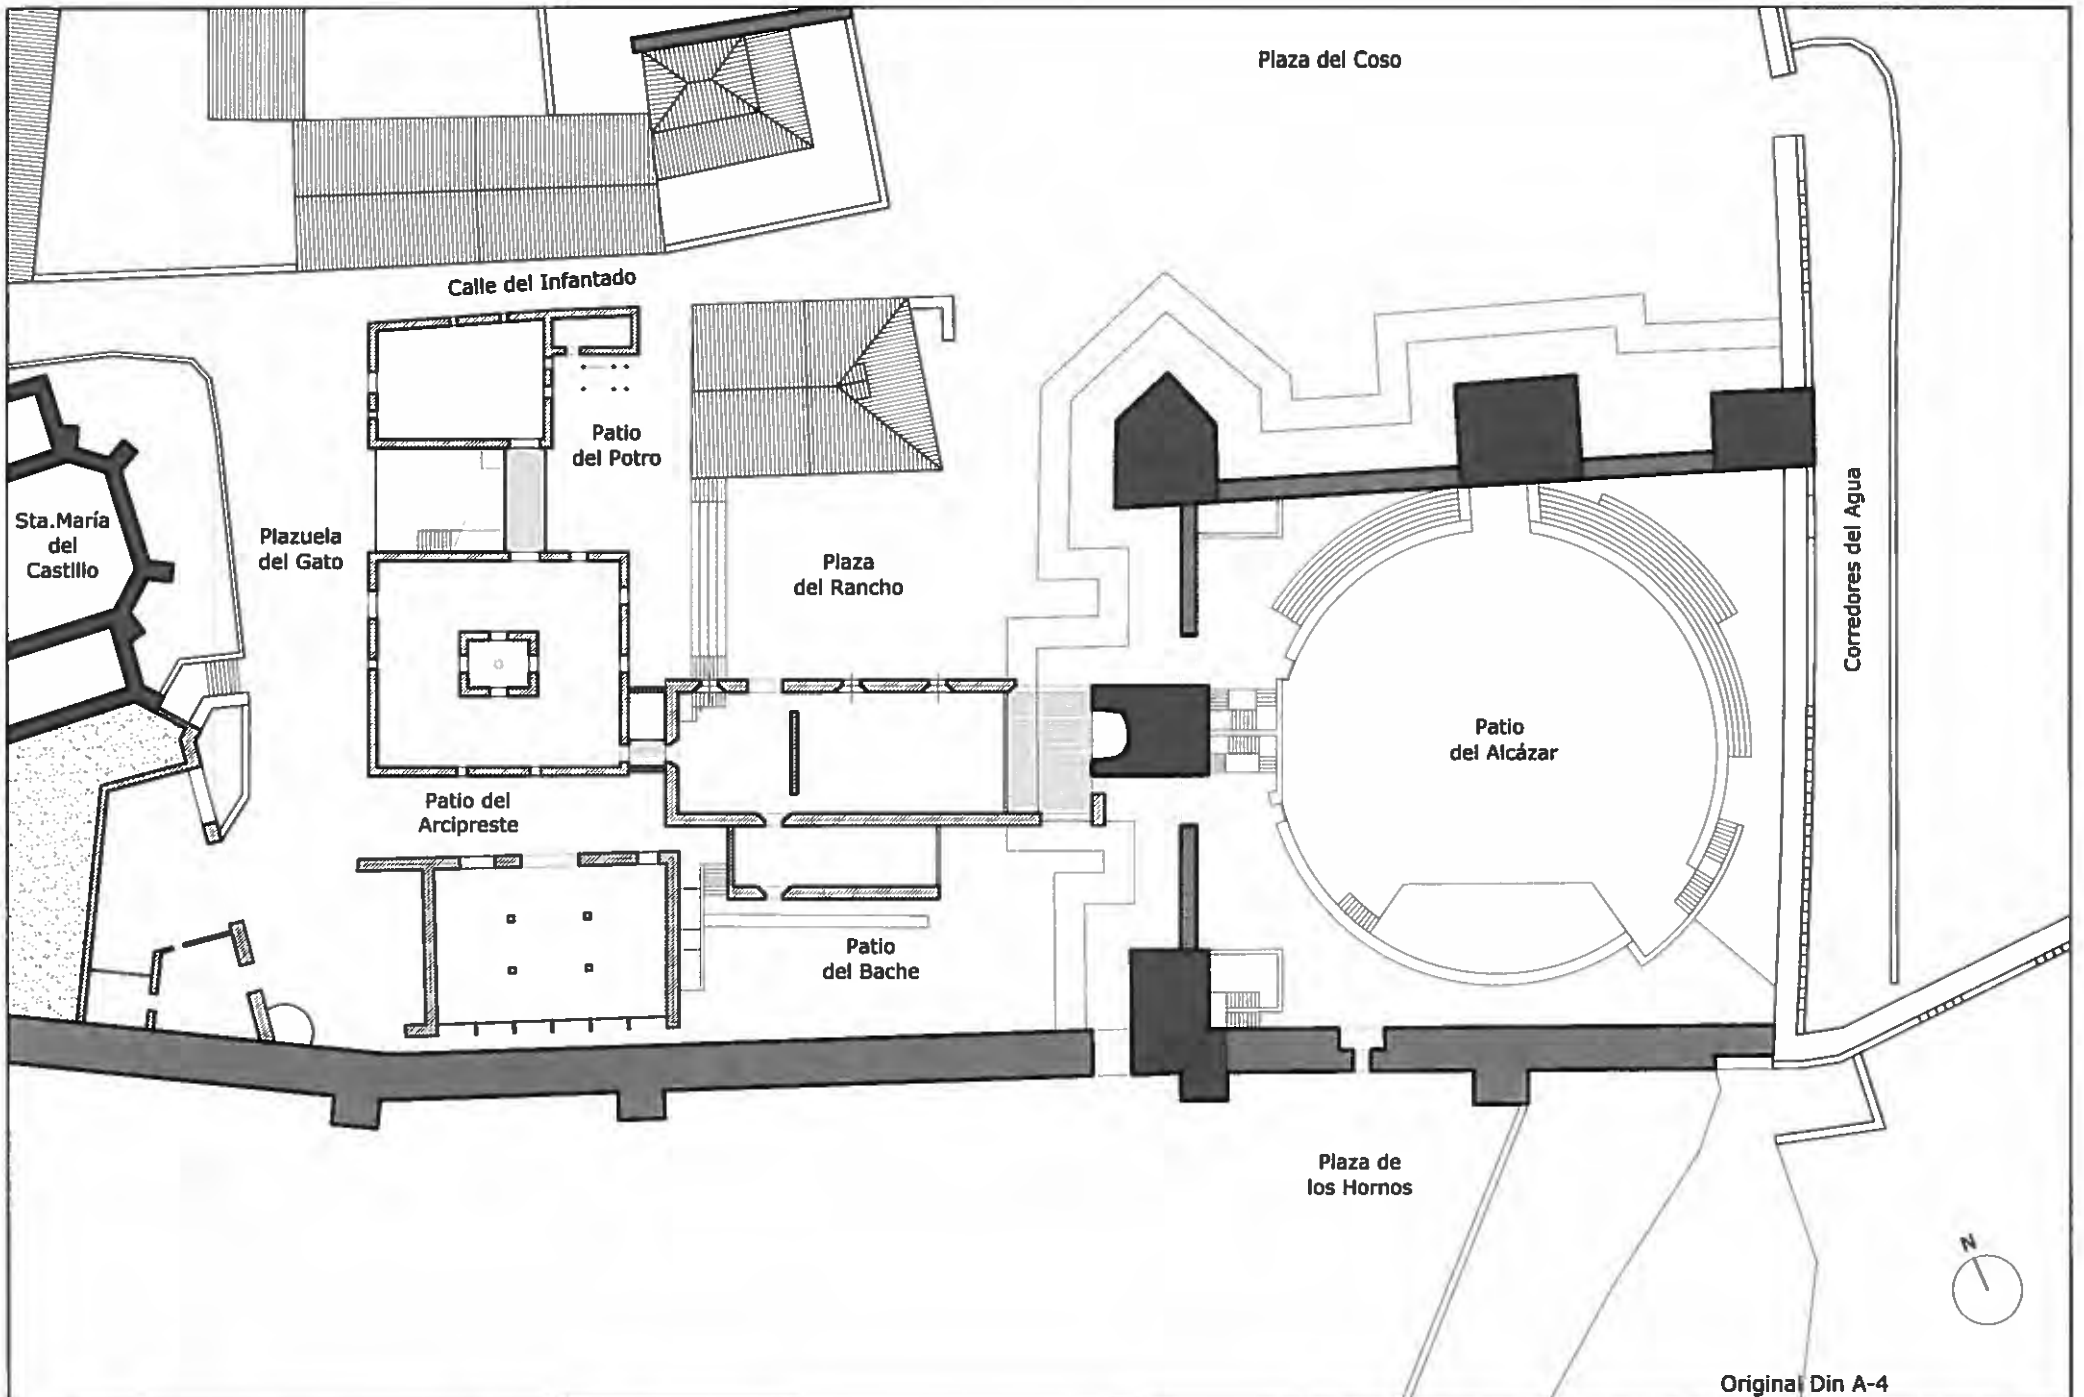 Plaza del Coso
Calle del Infantado
Patio
del Potro
Sta.María
del
Castillo
Plazuela
del Gato
Plaza
del Rancho
Corredores del Agua
Patio
del Alcázar
Patio del
Arcipreste
Patio
del Bache
Plaza de
los Hornos
N
Original Din A-4